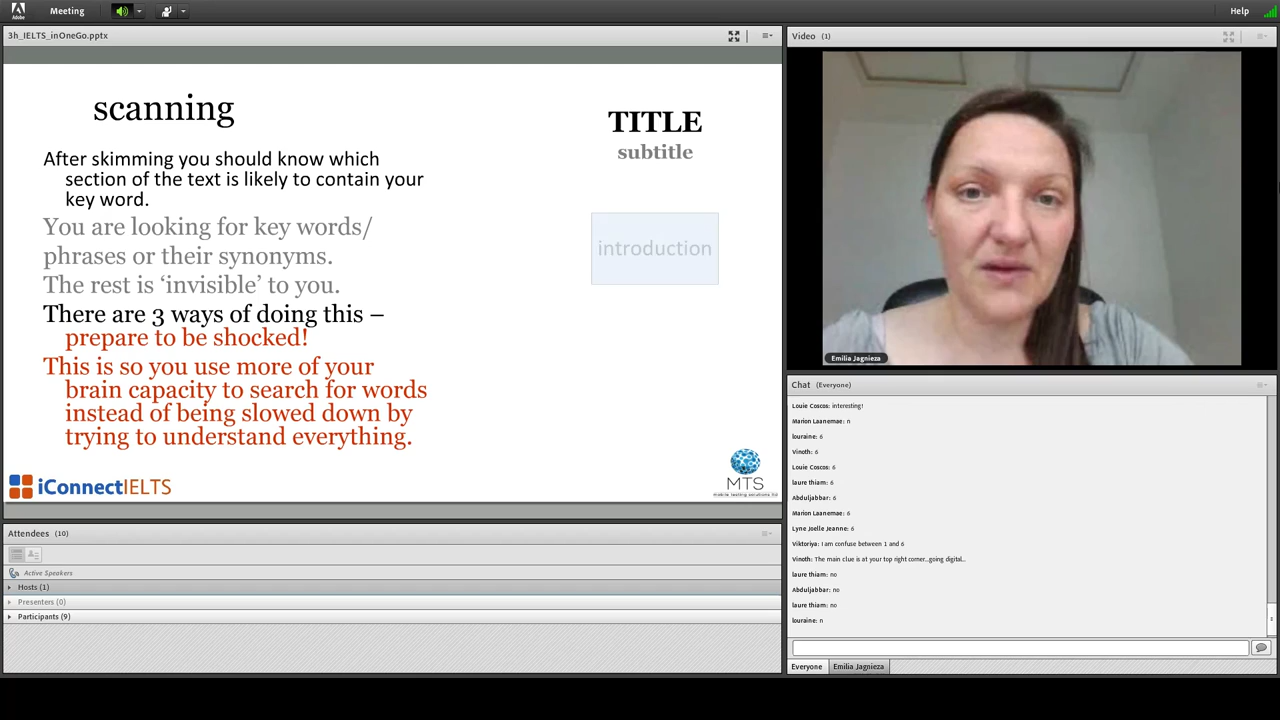 Adobe
Meeting
Help
3h_IELTS_inOneGo.pptx
scanning
After skimming you should know which
section of the text is likely to contain your
key word.
You are looking for key words/
phrases or their synonyms.
The rest is ‘invisible’ to you.
There are 3 ways of doing this –
prepare to be shocked!
This is so you use more of your
brain capacity to search for words
instead of being slowed down by
trying to understand everything.
TITLE
subtitle
introduction
iConnectIELTS
MTS
mobile testing solutions ltd
Attendees (10)
Active Speakers
Hosts (1)
Presenters (0)
Participants (9)
Video (1)
Emilia Jagnieza
Chat (Everyone)
Louie Coscos: interesting!
Marion Laanemae: n
louraine: 6
Vinoth: 6
Louie Coscos: 6
laure thiam: 6
Abduljabbar: 6
Marion Laanemae: 6
Lyne Joelle Jeanne: 6
Viktoriya: I am confuse between 1 and 6
Vinoth: The main clue is at your top right corner...going digital...
laure thiam: no
Abduljabbar: no
laure thiam: no
louraine: n
Everyone
Emilia Jagnieza